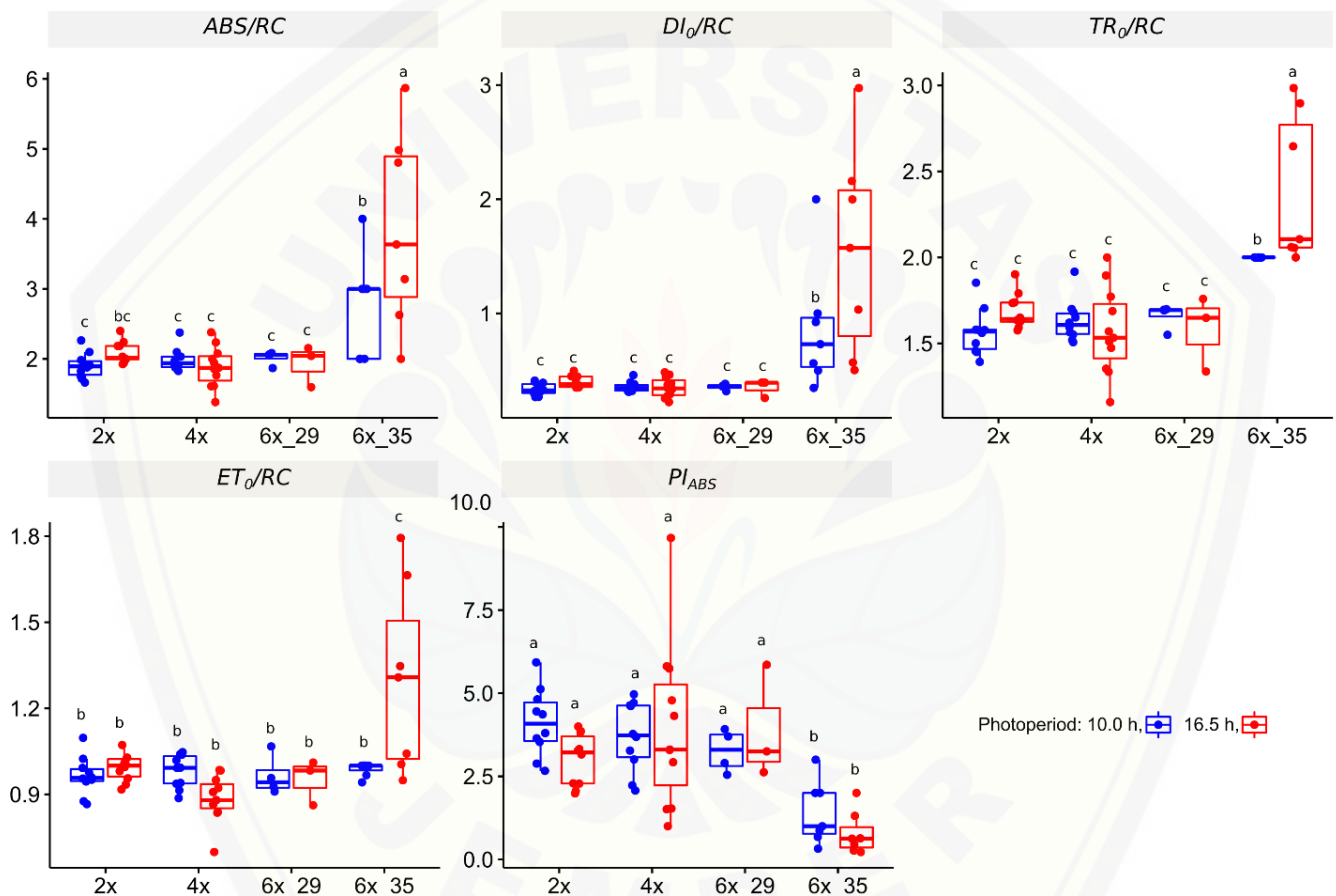 ABS/RC
DI₀/RC
TR₀/RC
6
5
4
3
2
c
bc
c
c
c
c
b
a
2x
4x
6x_29
6x_35
3
2
1
c
c
c
c
c
c
b
a
2x
4x
6x_29
6x_35
3.0
2.5
2.0
1.5
c
c
c
c
c
c
b
a
2x
4x
6x_29
6x_35
ET₀/RC
PI_ABS
1.8
1.5
1.2
0.9
b
b
b
b
b
b
b
c
2x
4x
6x_29
6x_35
10.0
7.5
5.0
2.5
0.0
a
a
a
a
a
a
b
b
2x
4x
6x_29
6x_35
Photoperiod: 10.0 h, 16.5 h,
UNIVERSITAS